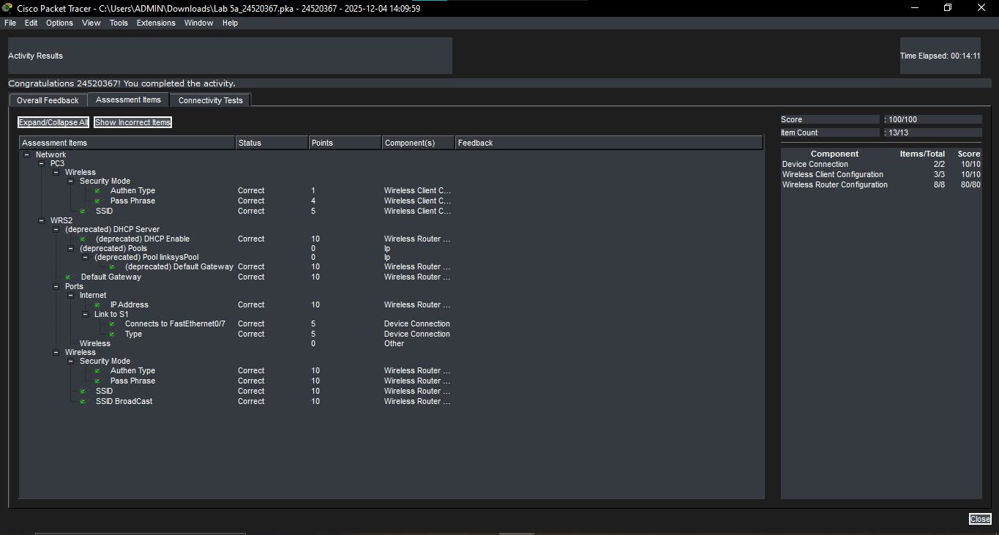 Cisco Packet Tracer - C:\Users\ADMIN\Downloads\Lab 5a_24520367.pka - 24520367 - 2025-12-04 14:09:59
File Edit Options View Tools Extensions Window Help
Activity Results
Time Elapsed: 00:14:11
Congratulations 24520367! You completed the activity.
Overall Feedback Assessment Items Connectivity Tests
Expand/Collapse All Show Incorrect Items
Score : 100/100
Item Count : 13/13
Assessment Items Status Points Component(s) Feedback
Network
PC3
Wireless
Security Mode
Authen Type Correct 1 Wireless Client C...
Pass Phrase Correct 4 Wireless Client C...
SSID Correct 5 Wireless Client C...
WRS2
(deprecated) DHCP Server
(deprecated) DHCP Enable Correct 10 Wireless Router ...
(deprecated) Pools 0 Ip
(deprecated) Pool linksysPool 0 Ip
(deprecated) Default Gateway Correct 10 Wireless Router ...
Default Gateway Correct 10 Wireless Router ...
Ports
Internet
IP Address Correct 10 Wireless Router ...
Link to S1
Connects to FastEthernet0/7 Correct 5 Device Connection
Type Correct 5 Device Connection
Wireless 0 Other
Wireless
Security Mode
Authen Type Correct 10 Wireless Router ...
Pass Phrase Correct 10 Wireless Router ...
SSID Correct 10 Wireless Router ...
SSID BroadCast Correct 10 Wireless Router ...
Component Items/Total Score
Device Connection 2/2 10/10
Wireless Client Configuration 3/3 10/10
Wireless Router Configuration 8/8 80/80
Close